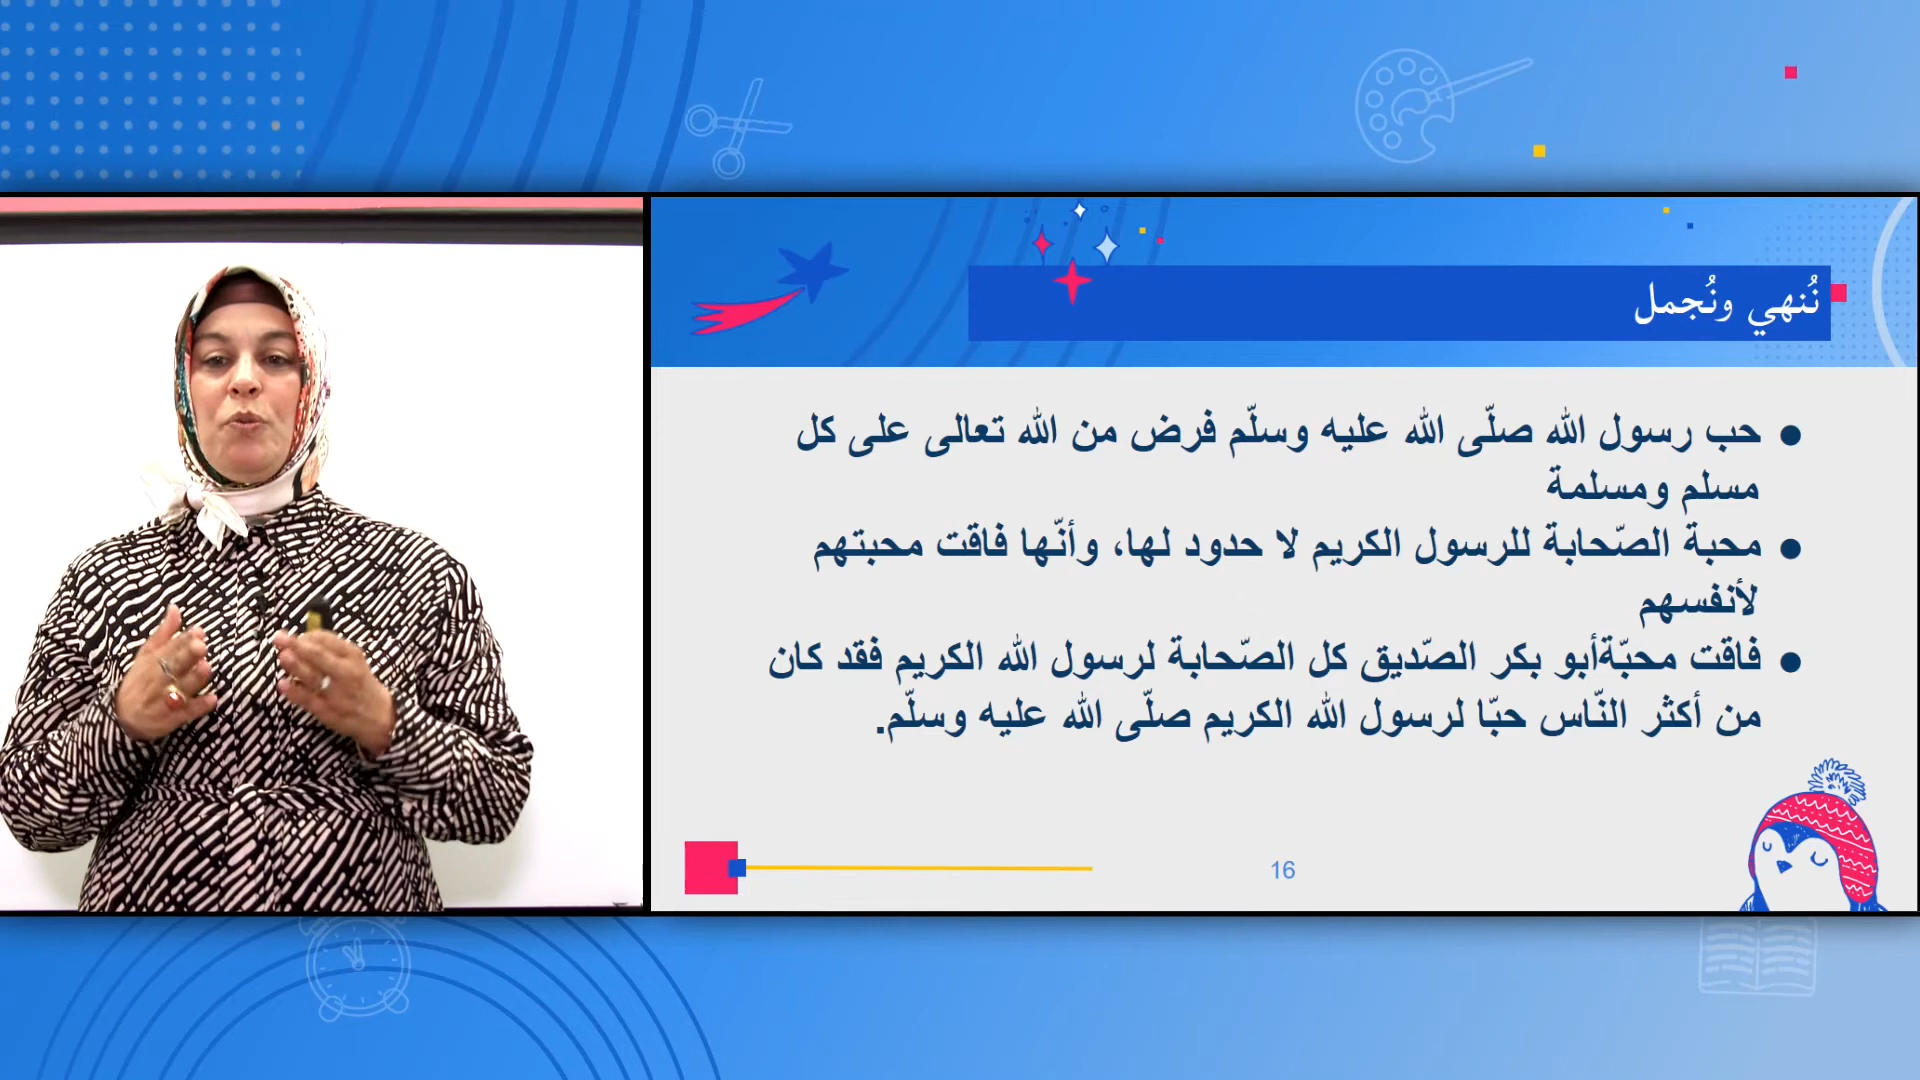 نُنهي ونُجمل
● حب رسول الله صلّى الله عليه وسلّم فرض من الله تعالى على كل
مسلم ومسلمة
● محبة الصّحابة للرسول الكريم لا حدود لها، وأنّها فاقت محبتهم
لأنفسهم
● فاقت محبّةأبو بكر الصّديق كل الصّحابة لرسول الله الكريم فقد كان
من أكثر النّاس حبّا لرسول الله الكريم صلّى الله عليه وسلّم.
16